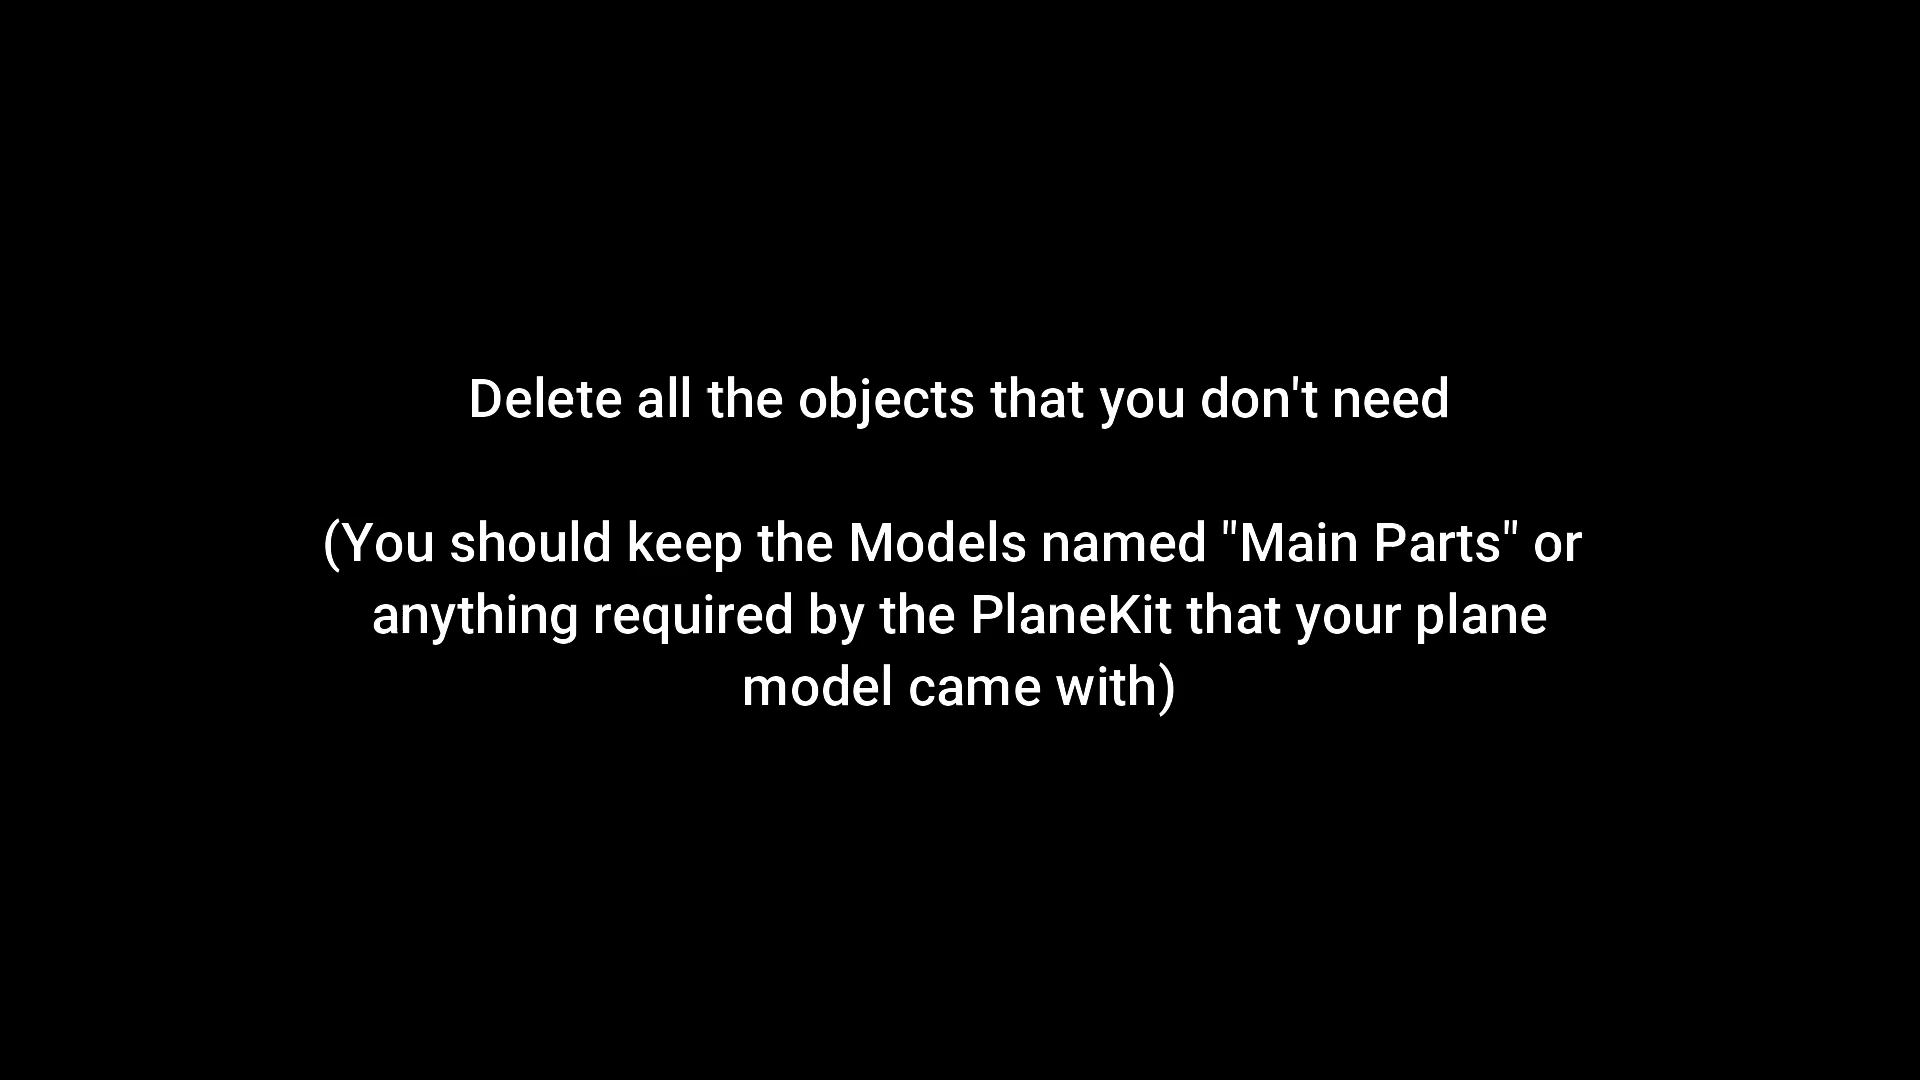 Delete all the objects that you don't need
(You should keep the Models named "Main Parts" or
anything required by the PlaneKit that your plane
model came with)